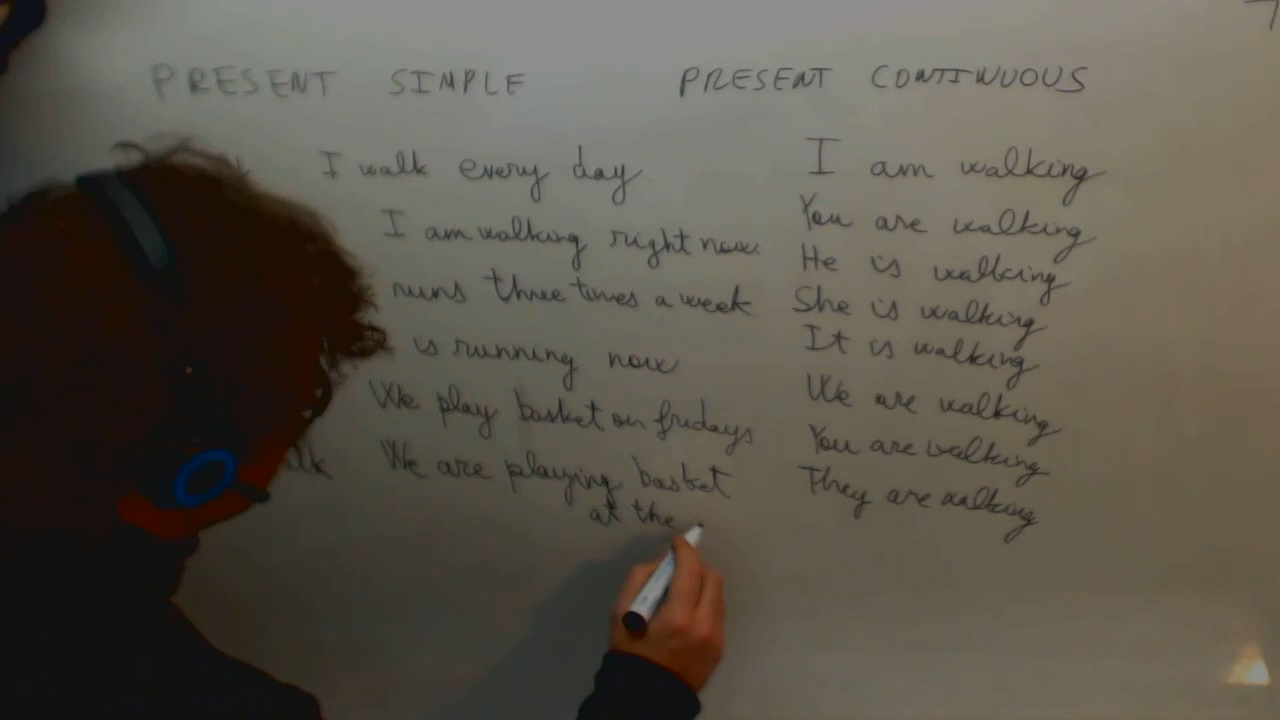 PRESENT SIMPLE PRESENT CONTINUOUS
I walk every day.
I am walking right now.
runs three times a week
is running now
We play basket on fridays
We are playing basket
at the
I am walking
You are walking
He is walking
She is walking
It is walking
We are walking
You are walking
They are walking